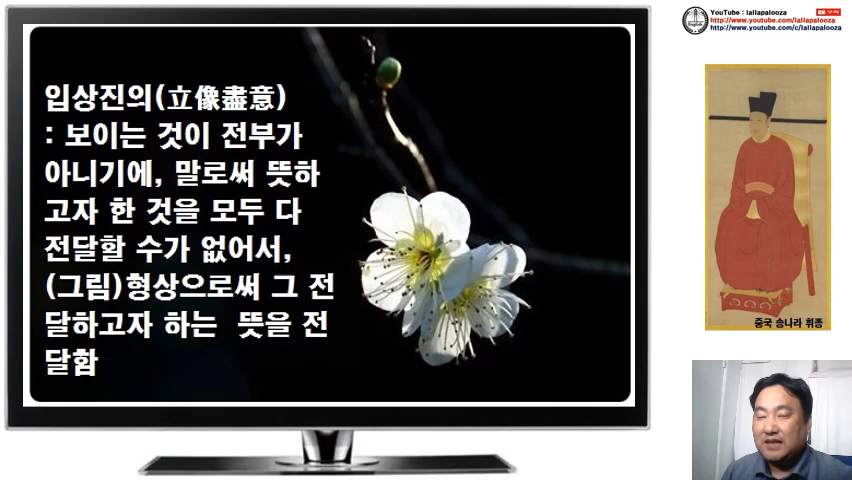 YouTube : lallapalooza
구독
http://www.youtube.com/lallapalooza
http://www.youtube.com/c/lallapalooza
입상진의(立像盡意)
: 보이는 것이 전부가
아니기에, 말로써 뜻하
고자 한 것을 모두 다
전달할 수가 없어서,
(그림)형상으로써 그 전
달하고자 하는 뜻을 전
달함
중국 송나라 휘종